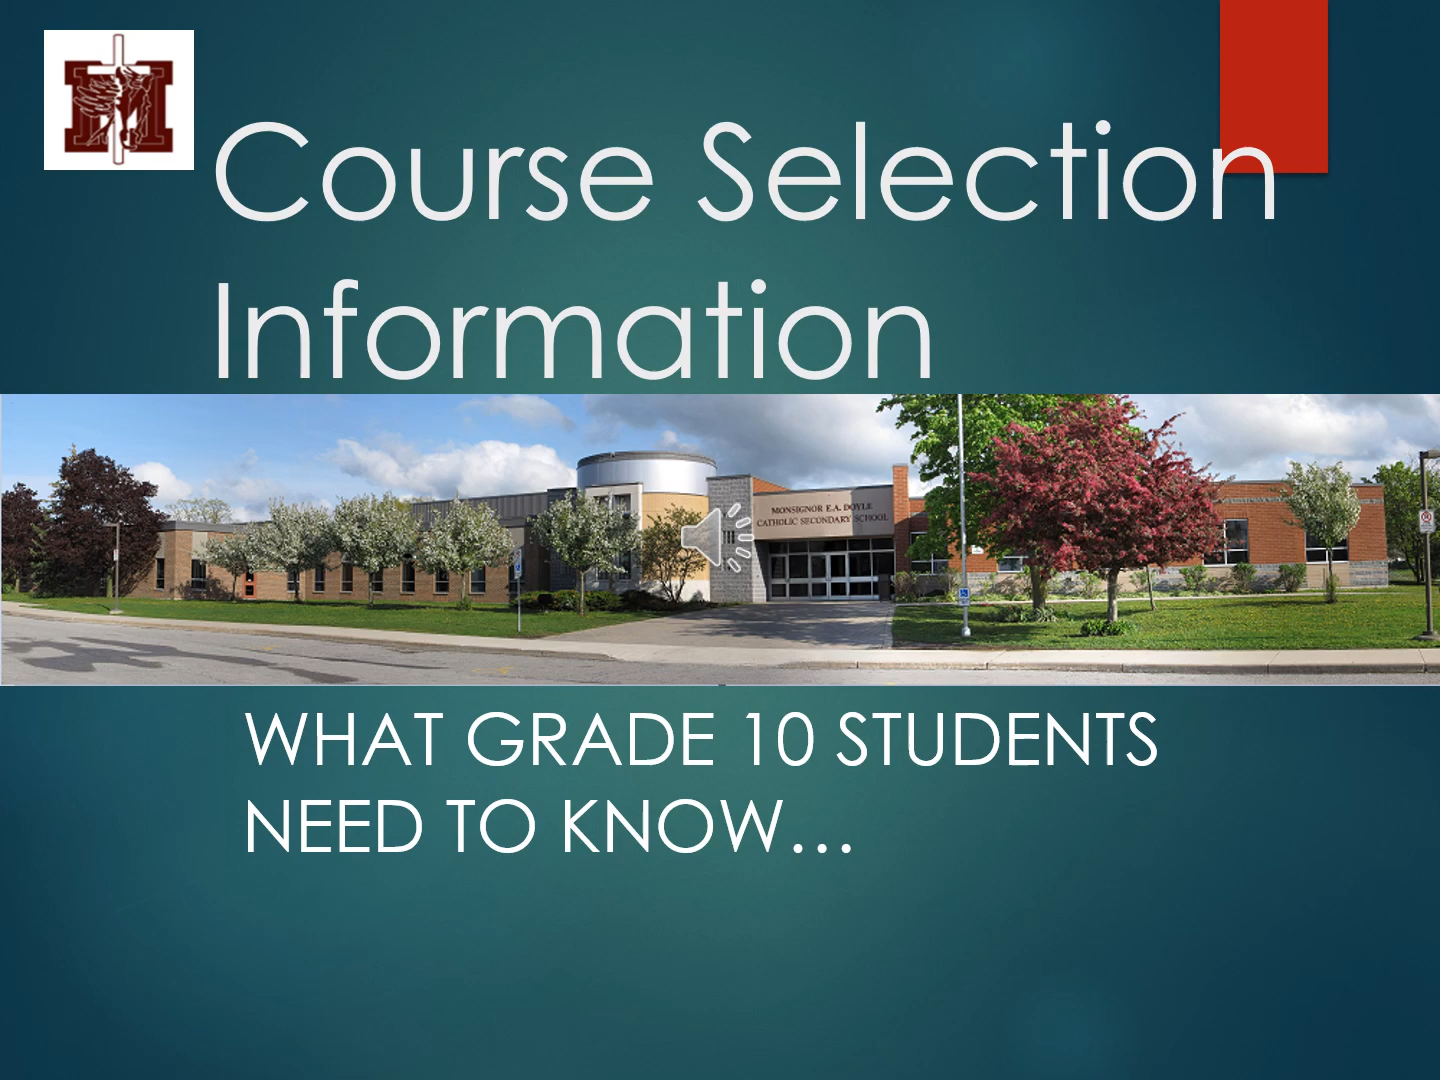 Course Selection
Information
MONSIGNOR E.A. DOYLE
CATHOLIC SECONDARY SCHOOL
WHAT GRADE 10 STUDENTS
NEED TO KNOW…